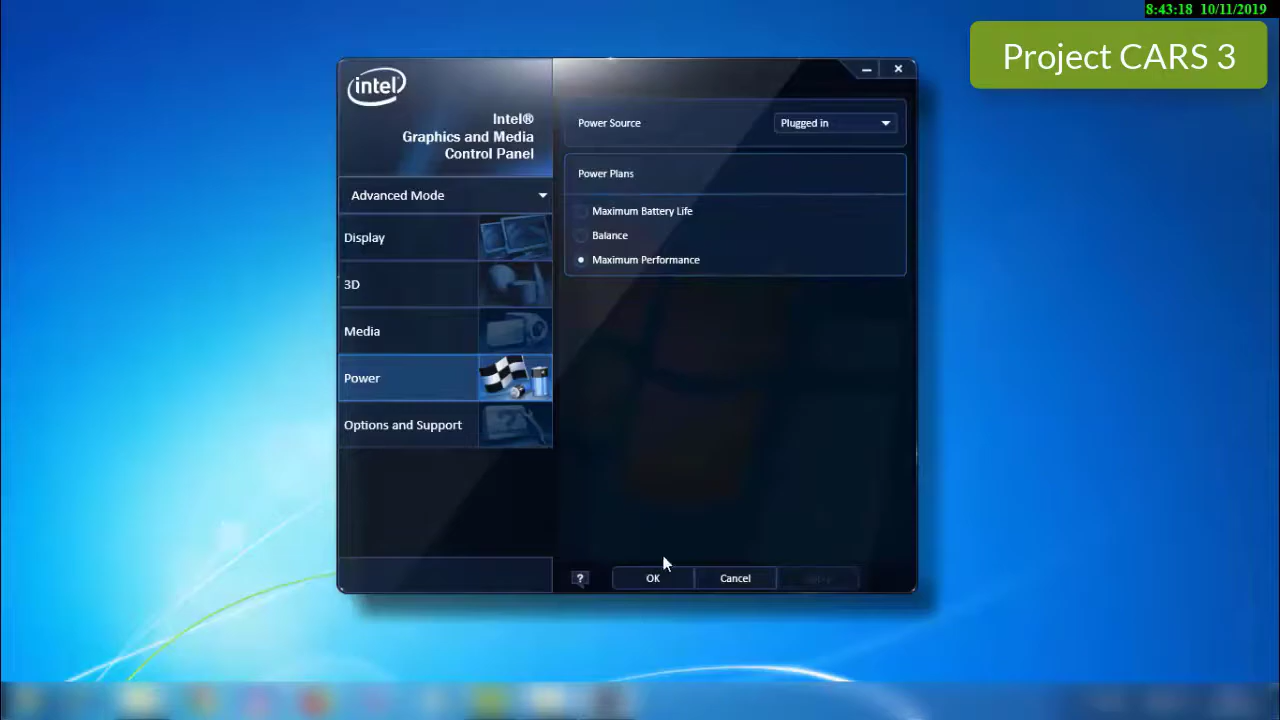 8:43:18 10/11/2019
Project CARS 3
intel
Intel®
Graphics and Media
Control Panel
Advanced Mode
Display
3D
Media
Power
Options and Support
Power Source
Plugged in
Power Plans
Maximum Battery Life
Balance
Maximum Performance
?
OK
Cancel